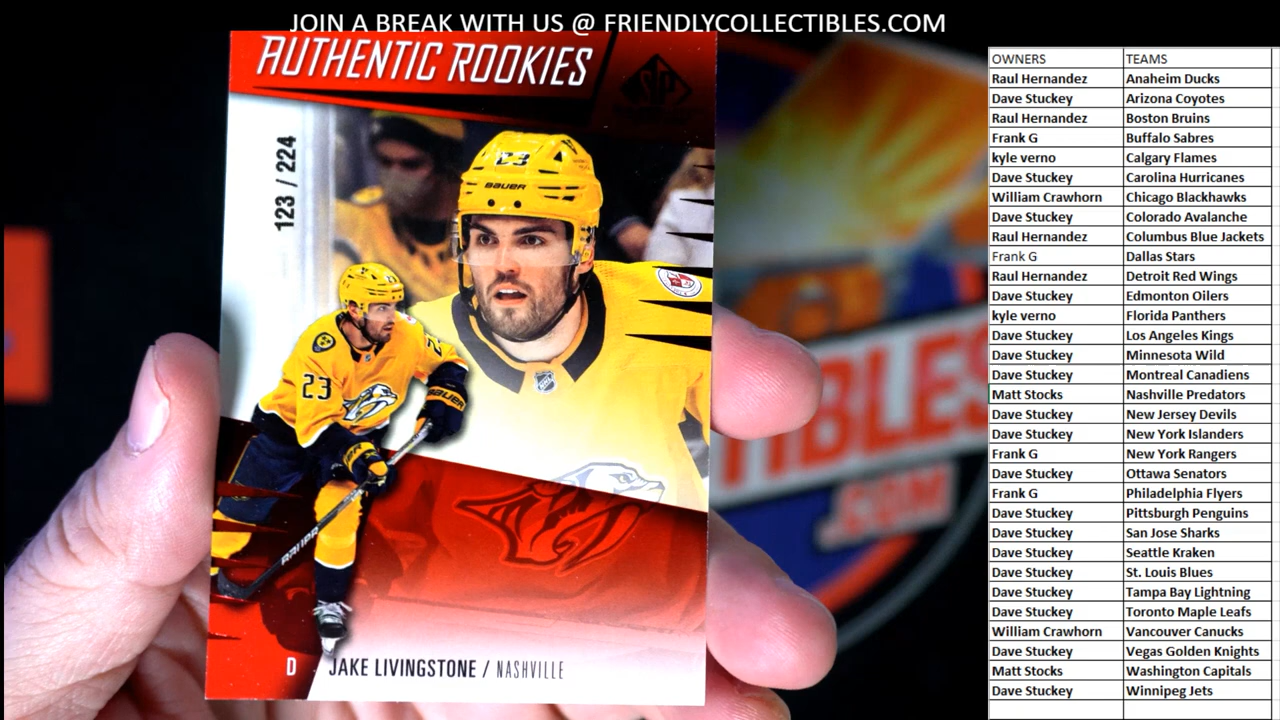 JOIN A BREAK WITH US @ FRIENDLYCOLLECTIBLES.COM
AUTHENTIC ROOKIES
SP
123 / 224
23
BAUER
23
BAUER
BAUER
D JAKE LIVINGSTONE / NASHVILLE
TIBLES
.COM
OWNERS TEAMS
Raul Hernandez Anaheim Ducks
Dave Stuckey Arizona Coyotes
Raul Hernandez Boston Bruins
Frank G Buffalo Sabres
kyle verno Calgary Flames
Dave Stuckey Carolina Hurricanes
William Crawhorn Chicago Blackhawks
Dave Stuckey Colorado Avalanche
Raul Hernandez Columbus Blue Jackets
Frank G Dallas Stars
Raul Hernandez Detroit Red Wings
Dave Stuckey Edmonton Oilers
kyle verno Florida Panthers
Dave Stuckey Los Angeles Kings
Dave Stuckey Minnesota Wild
Dave Stuckey Montreal Canadiens
Matt Stocks Nashville Predators
Dave Stuckey New Jersey Devils
Dave Stuckey New York Islanders
Frank G New York Rangers
Dave Stuckey Ottawa Senators
Frank G Philadelphia Flyers
Dave Stuckey Pittsburgh Penguins
Dave Stuckey San Jose Sharks
Dave Stuckey Seattle Kraken
Dave Stuckey St. Louis Blues
Dave Stuckey Tampa Bay Lightning
Dave Stuckey Toronto Maple Leafs
William Crawhorn Vancouver Canucks
Dave Stuckey Vegas Golden Knights
Matt Stocks Washington Capitals
Dave Stuckey Winnipeg Jets